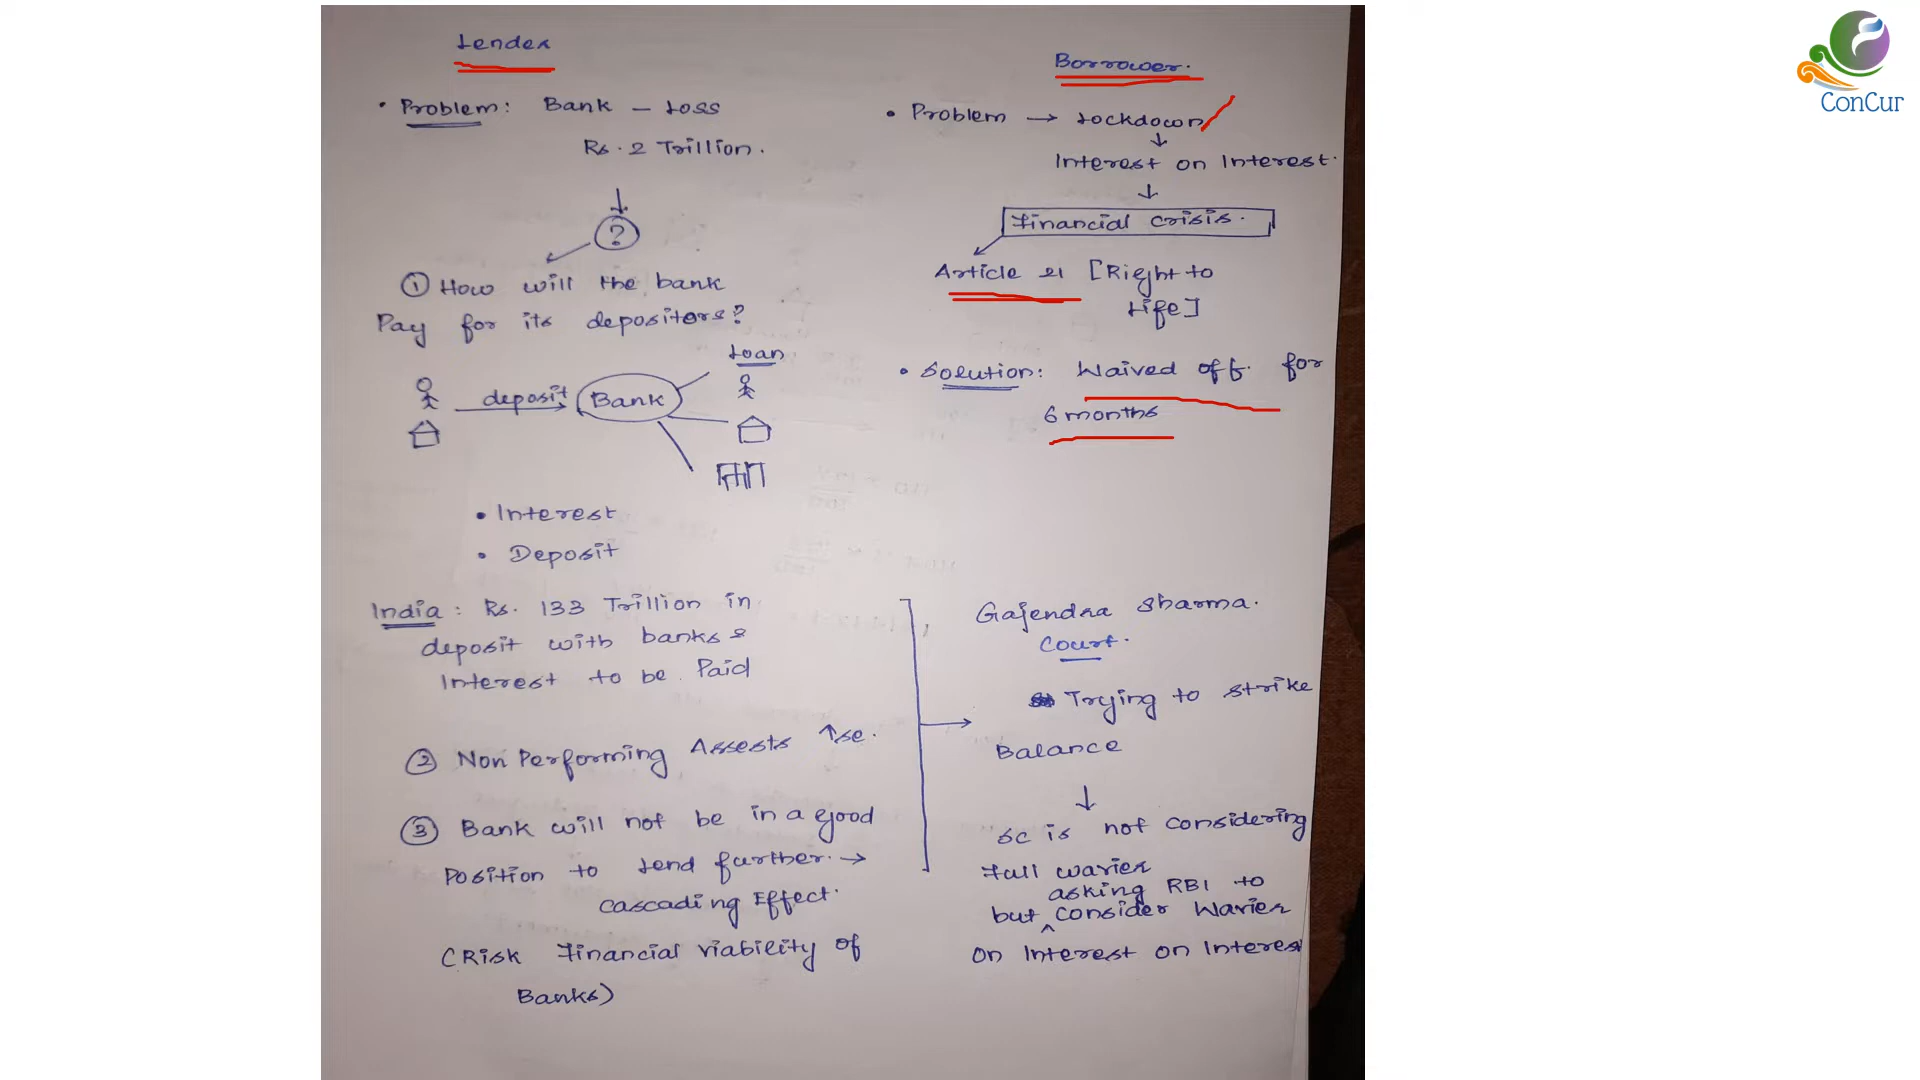 Lender
• Problem: Bank – Loss
Rs. 2 Trillion.
?
① How will the bank
Pay for its depositors?
deposit
Bank
Loan
• Interest
• Deposit
India: Rs. 133 Trillion in
deposit with banks &
Interest to be Paid
② Non Performing Assests ↑se.
③ Bank will not be in a good
Position to Lend further. →
cascading Effect.
(Risk Financial viability of
Banks)
Borrower.
• Problem → Lockdown
↓
Interest on Interest.
↓
Financial crisis.
Article 21 [Right to
Life]
• Solution: Waived off. for
6 months
Gajendra Sharma.
Court.
Trying to strike
Balance
↓
SC is not considering
Full warier
asking RBI to
but ^ consider Warier
on Interest on Interest
ConCur